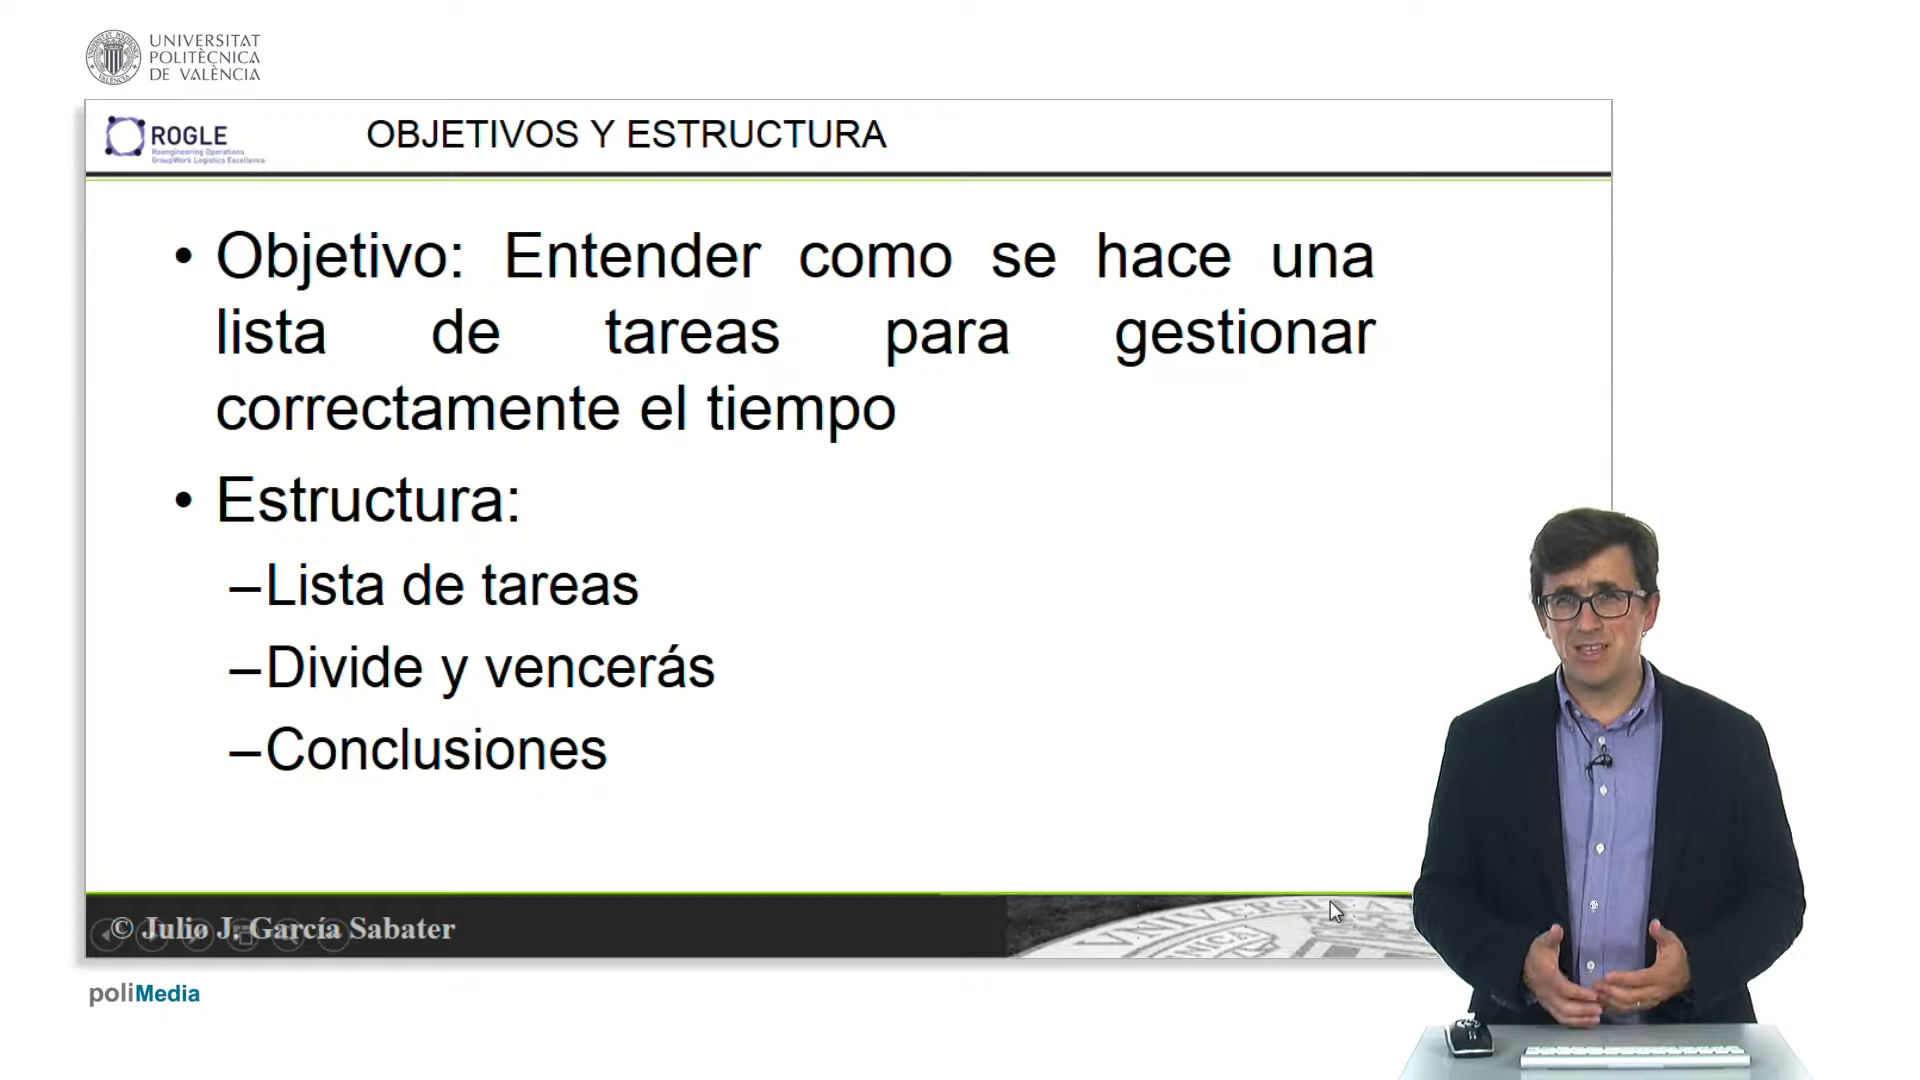 UNIVERSITAT
POLITÈCNICA
DE VALÈNCIA
ROGLE
Reengineering Operations
GroupWork Logistics Excellence
OBJETIVOS Y ESTRUCTURA
• Objetivo: Entender como se hace una
lista de tareas para gestionar
correctamente el tiempo
• Estructura:
–Lista de tareas
–Divide y vencerás
–Conclusiones
© Julio J. García Sabater
poliMedia